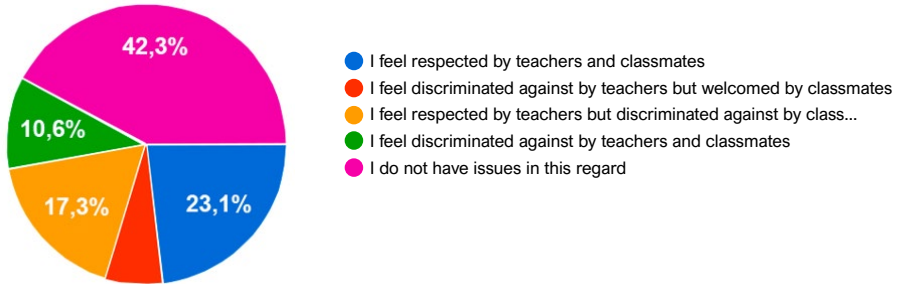 42,3%
I feel respected by teachers and classmates
I feel discriminated against by teachers but welcomed by classmates
I feel respected by teachers but discriminated against by class...
10,6%
I feel discriminated against by teachers and classmates
I do not have issues in this regard
17,3%
23,1%